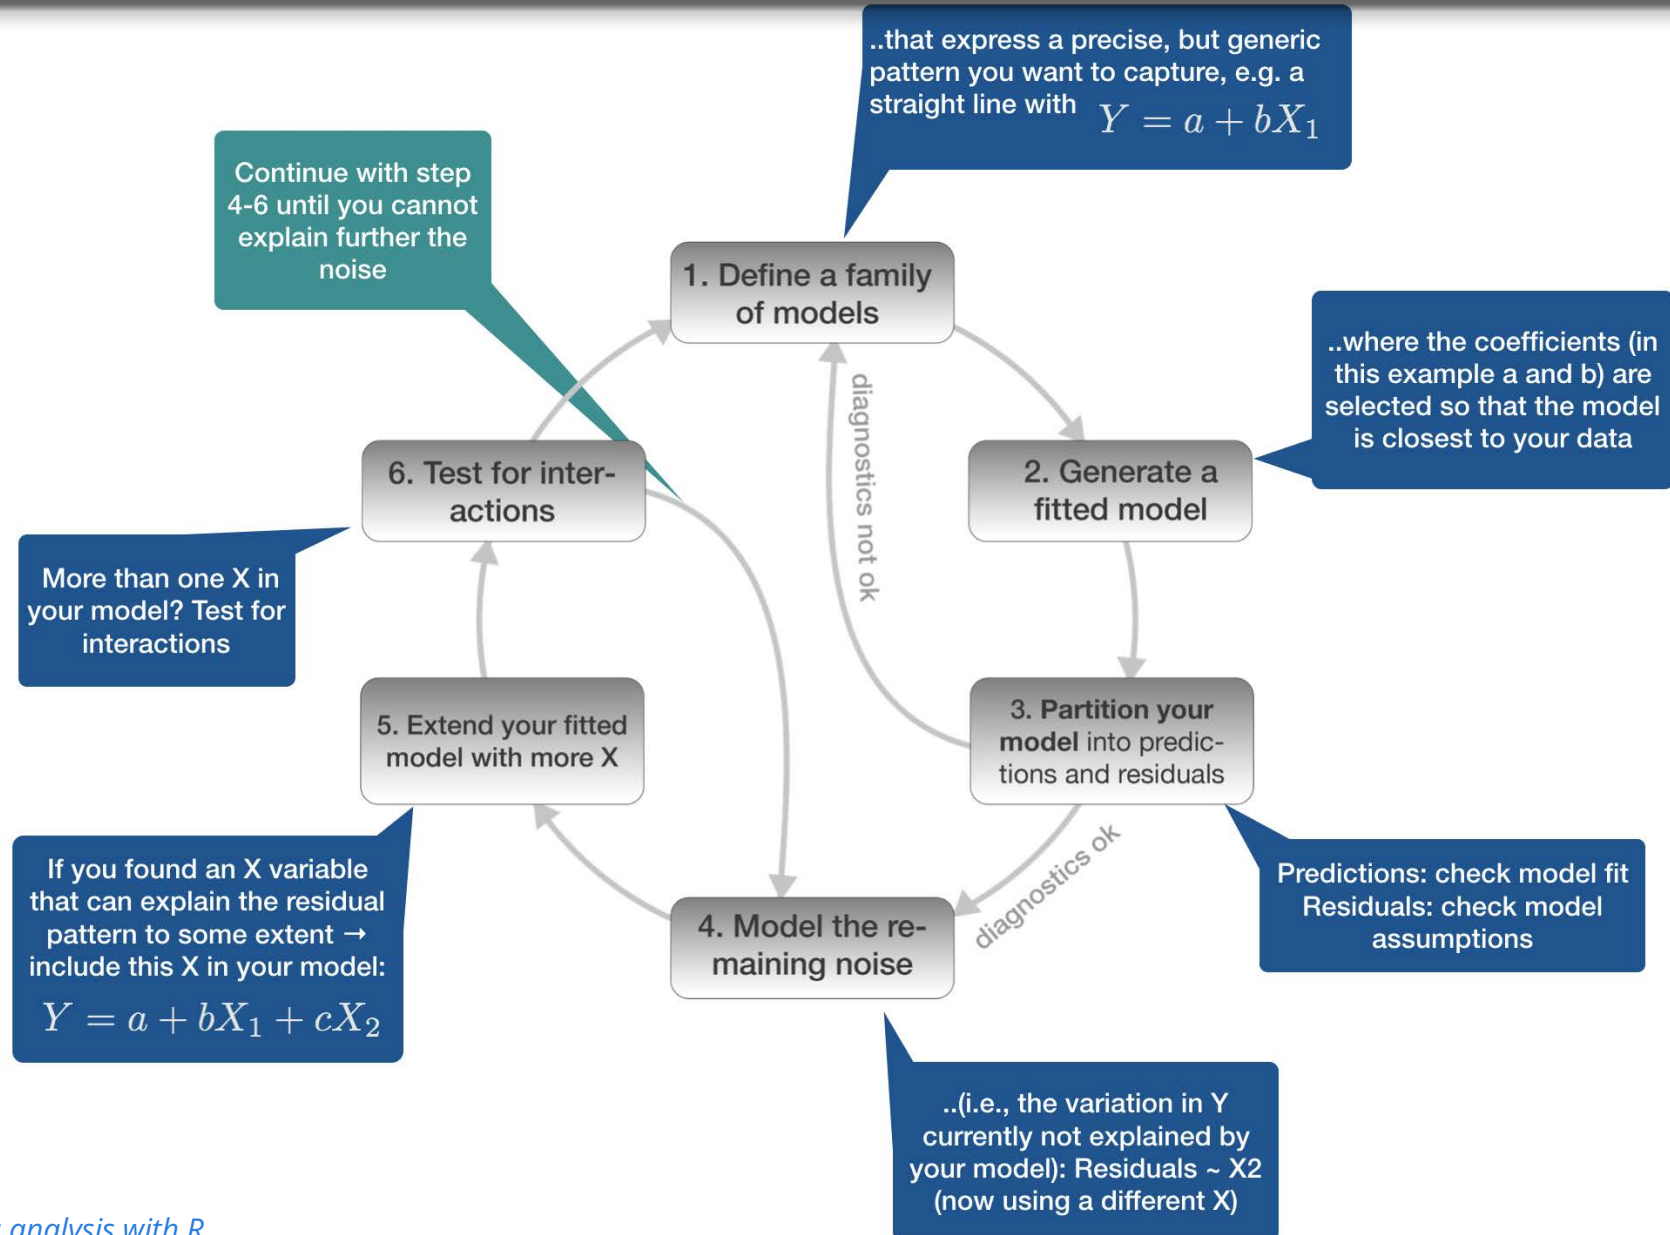 ..that express a precise, but generic
pattern you want to capture, e.g. a
straight line with Y = a + bX₁
Continue with step
4-6 until you cannot
explain further the
noise
1. Define a family
of models
..where the coefficients (in
this example a and b) are
selected so that the model
is closest to your data
diagnostics not ok
6. Test for inter-
actions
2. Generate a
fitted model
More than one X in
your model? Test for
interactions
5. Extend your fitted
model with more X
3. Partition your
model into predic-
tions and residuals
diagnostics ok
If you found an X variable
that can explain the residual
pattern to some extent →
include this X in your model:
Y = a + bX₁ + cX₂
Predictions: check model fit
Residuals: check model
assumptions
4. Model the re-
maining noise
..(i.e., the variation in Y
currently not explained by
your model): Residuals ~ X2
(now using a different X)
analysis with R